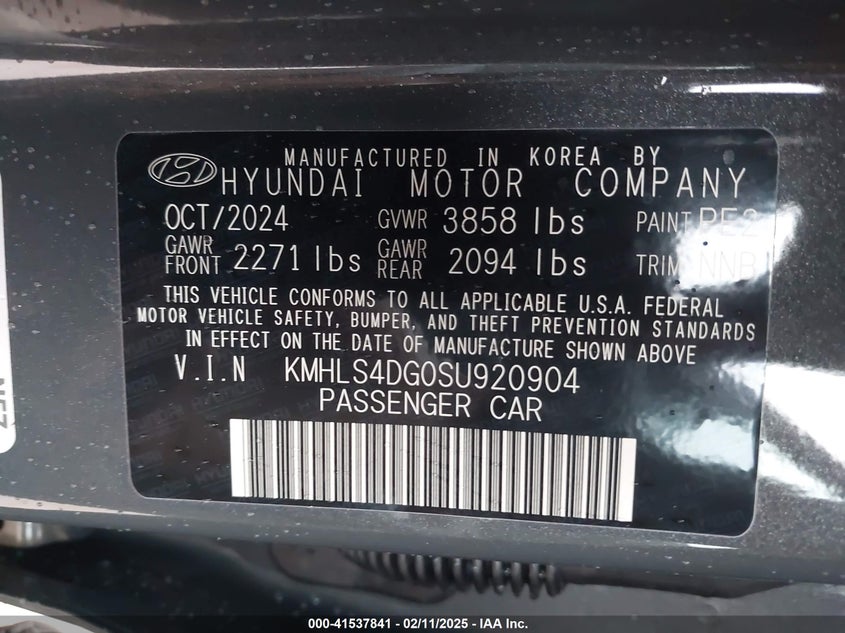 MANUFACTURED IN KOREA BY
HYUNDAI MOTOR COMPANY
OCT/2024 GVWR 3858 lbs PAINT PE2
GAWR FRONT 2271 lbs GAWR REAR 2094 lbs TRIM NNB
THIS VEHICLE CONFORMS TO ALL APPLICABLE U.S.A. FEDERAL
MOTOR VEHICLE SAFETY, BUMPER, AND THEFT PREVENTION STANDARDS
IN EFFECT ON THE DATE OF MANUFACTURE SHOWN ABOVE
V.I.N KMHLS4DG0SU920904
PASSENGER CAR
000-41537841 - 02/11/2025 - IAA Inc.